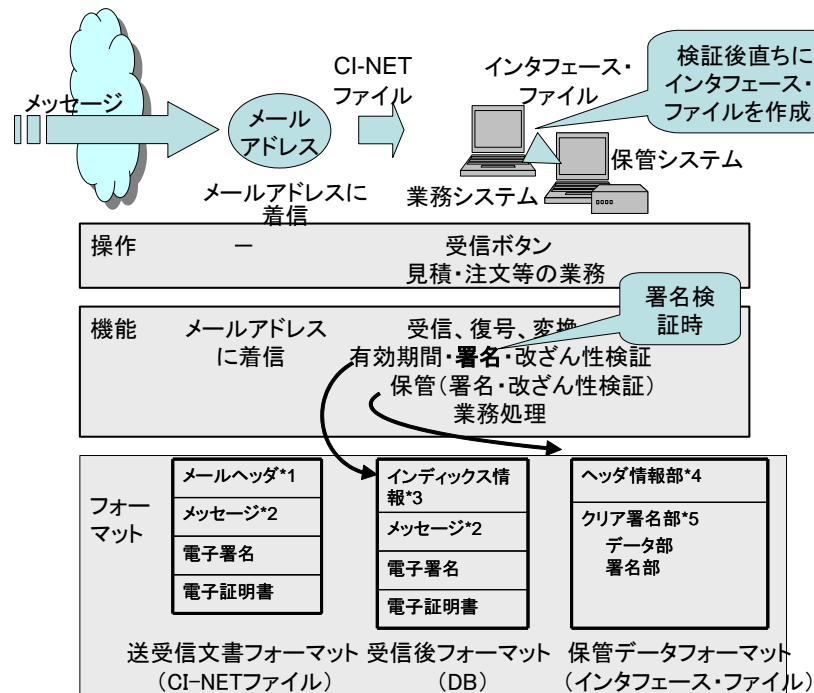 メッセージ
メール
アドレス
メールアドレスに
着信
CI-NET
ファイル
インタフェース・
ファイル
検証後直ちに
インタフェース・
ファイルを作成
業務システム
保管システム
操作
－
受信ボタン
見積・注文等の業務
機能
メールアドレス
に着信
受信、復号、変換
有効期間・署名・改ざん性検証
保管(署名・改ざん性検証)
業務処理
署名検
証時
フォー
マット
メールヘッダ*1
メッセージ*2
電子署名
電子証明書
送受信文書フォーマット
(CI-NETファイル)
インディックス情
報*3
メッセージ*2
電子署名
電子証明書
受信後フォーマット
(DB)
ヘッダ情報部*4
クリア署名部*5
データ部
署名部
保管データフォーマット
(インタフェース・ファイル)